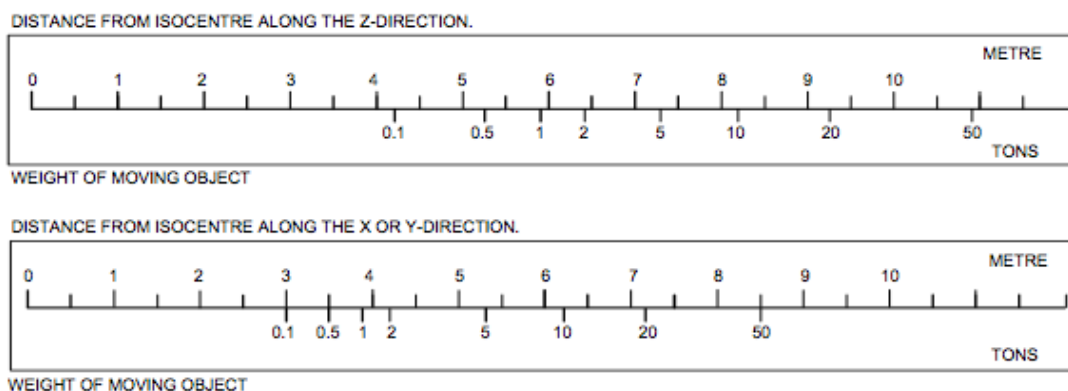 DISTANCE FROM ISOCENTRE ALONG THE Z-DIRECTION.
METRE
0 1 2 3 4 5 6 7 8 9 10
0.1 0.5 1 2 5 10 20 50
TONS
WEIGHT OF MOVING OBJECT
DISTANCE FROM ISOCENTRE ALONG THE X OR Y-DIRECTION.
METRE
0 1 2 3 4 5 6 7 8 9 10
0.1 0.5 1 2 5 10 20 50
TONS
WEIGHT OF MOVING OBJECT